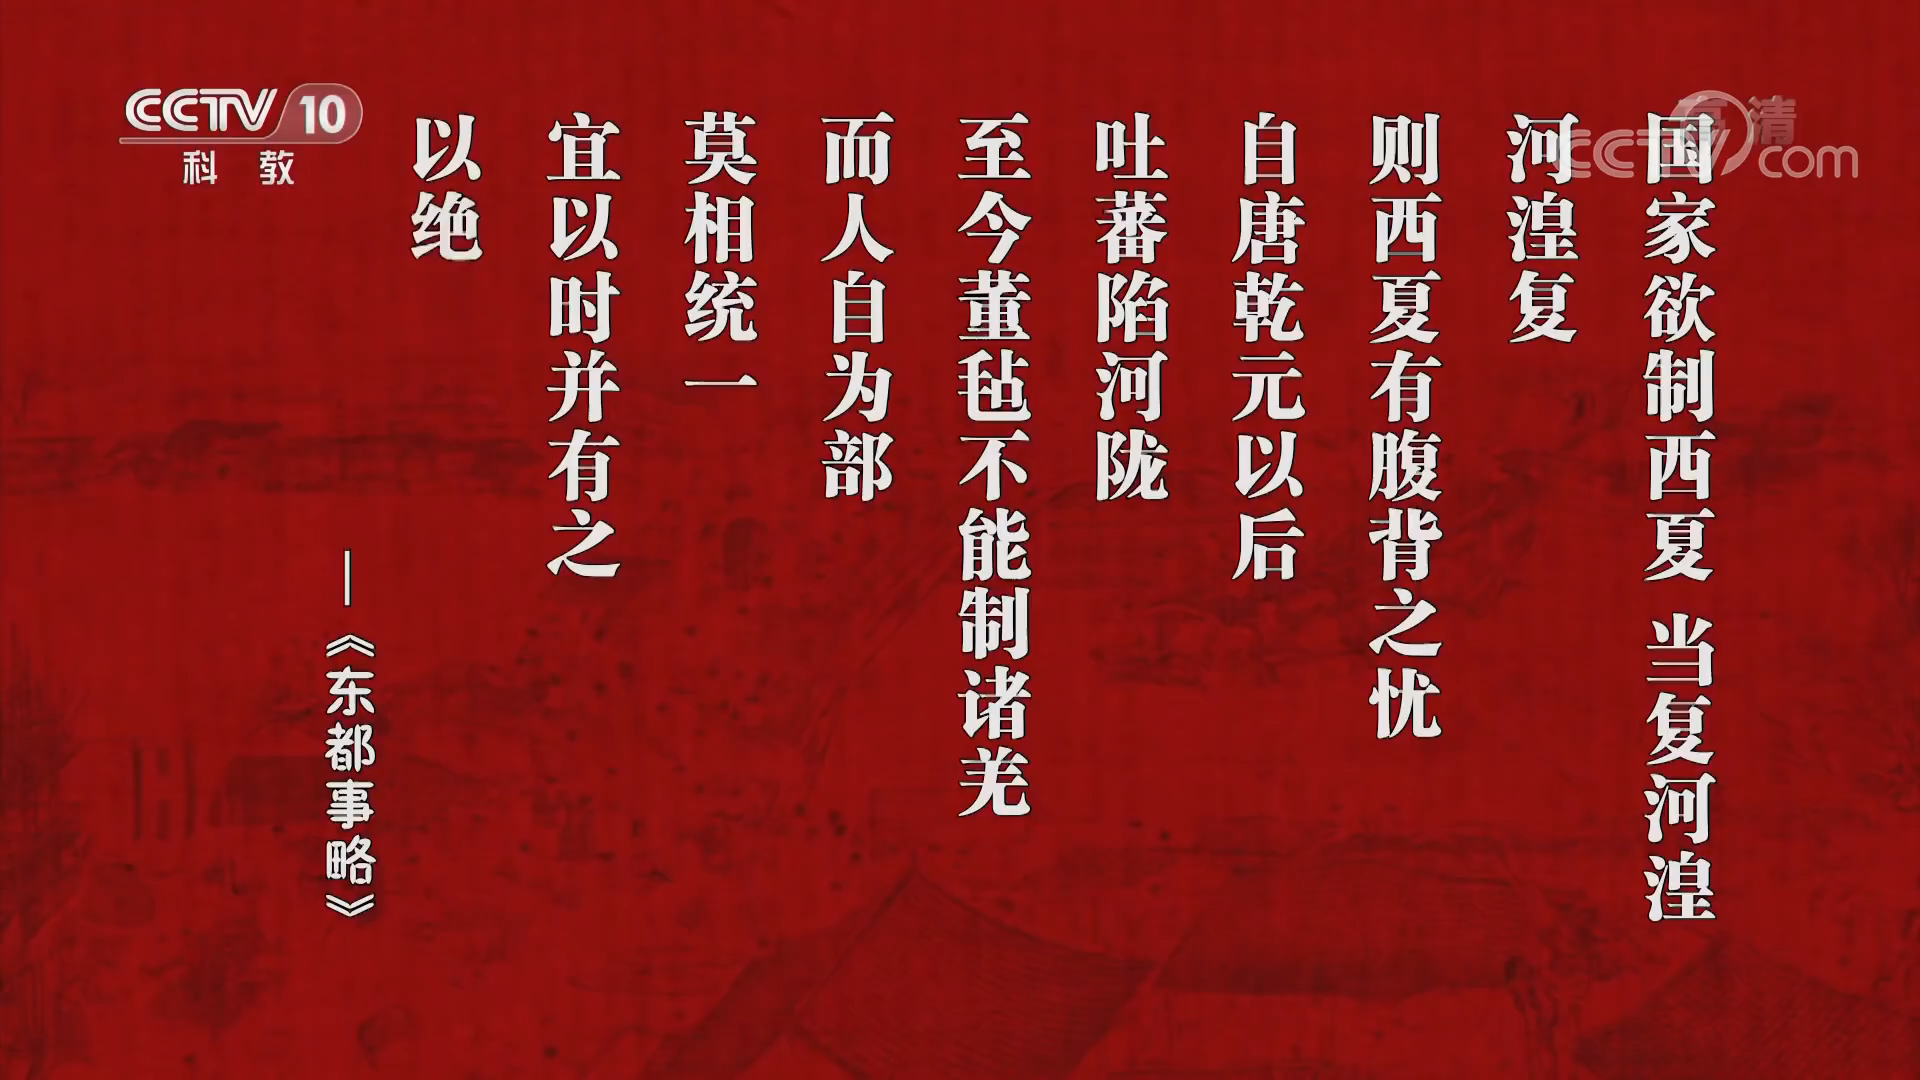 CCTV 10
科教
高清
CCTV.com
国家欲制西夏 当复河湟
河湟复
则西夏有腹背之忧
自唐乾元以后
吐蕃陷河陇
至今董毡不能制诸羌
而人自为部
莫相统一
宜以时并有之
以绝
—《东都事略》